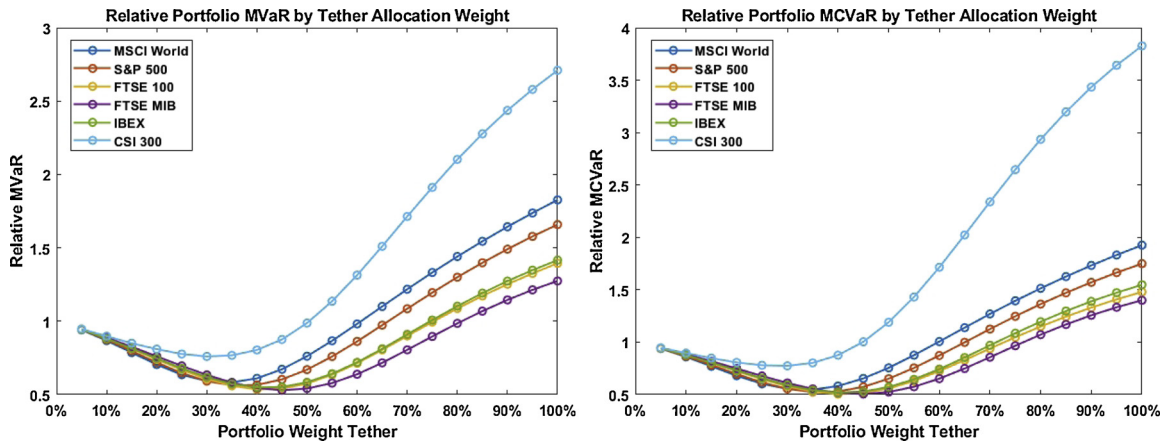 Relative Portfolio MVaR by Tether Allocation Weight
3
2.5
2
1.5
1
0.5
Relative MVaR
MSCI World
S&P 500
FTSE 100
FTSE MIB
IBEX
CSI 300
0% 10% 20% 30% 40% 50% 60% 70% 80% 90% 100%
Portfolio Weight Tether
Relative Portfolio MCVaR by Tether Allocation Weight
4
3.5
3
2.5
2
1.5
1
0.5
Relative MCVaR
MSCI World
S&P 500
FTSE 100
FTSE MIB
IBEX
CSI 300
0% 10% 20% 30% 40% 50% 60% 70% 80% 90% 100%
Portfolio Weight Tether